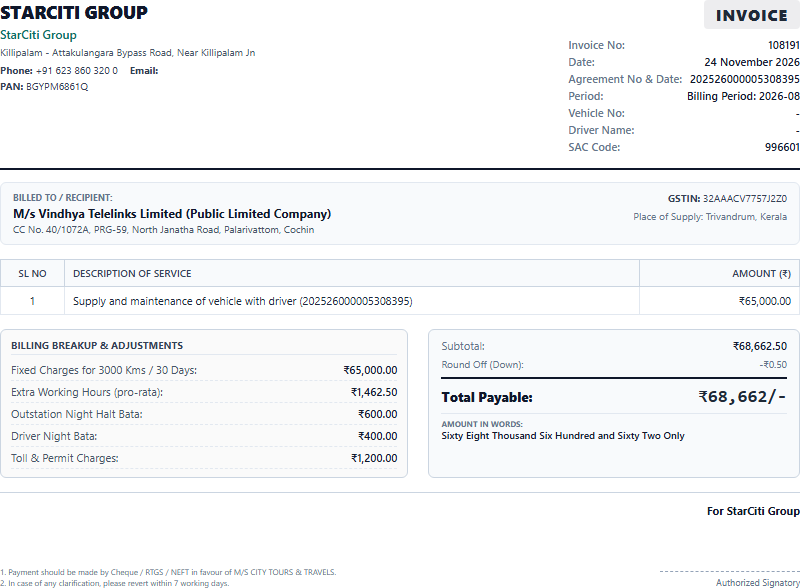 STARCITI GROUP
StarCiti Group
Killipalam - Attakulangara Bypass Road, Near Killipalam Jn
Phone: +91 623 860 320 0 Email:
PAN: BGYPM6861Q
INVOICE
Invoice No: 108191
Date: 24 November 2026
Agreement No & Date: 202526000005308395
Period: Billing Period: 2026-08
Vehicle No: -
Driver Name: -
SAC Code: 996601
BILLED TO / RECIPIENT:
M/s Vindhya Telelinks Limited (Public Limited Company)
CC No. 40/1072A, PRG-59, North Janatha Road, Palarivattom, Cochin
GSTIN: 32AAACV7757J2Z0
Place of Supply: Trivandrum, Kerala
SL NO DESCRIPTION OF SERVICE AMOUNT (₹)
1 Supply and maintenance of vehicle with driver (202526000005308395) ₹65,000.00
BILLING BREAKUP & ADJUSTMENTS
Fixed Charges for 3000 Kms / 30 Days: ₹65,000.00
Extra Working Hours (pro-rata): ₹1,462.50
Outstation Night Halt Bata: ₹600.00
Driver Night Bata: ₹400.00
Toll & Permit Charges: ₹1,200.00
Subtotal: ₹68,662.50
Round Off (Down): -₹0.50
Total Payable: ₹68,662/-
AMOUNT IN WORDS:
Sixty Eight Thousand Six Hundred and Sixty Two Only
For StarCiti Group
1. Payment should be made by Cheque / RTGS / NEFT in favour of M/S CITY TOURS & TRAVELS.
2. In case of any clarification, please revert within 7 working days.
Authorized Signatory